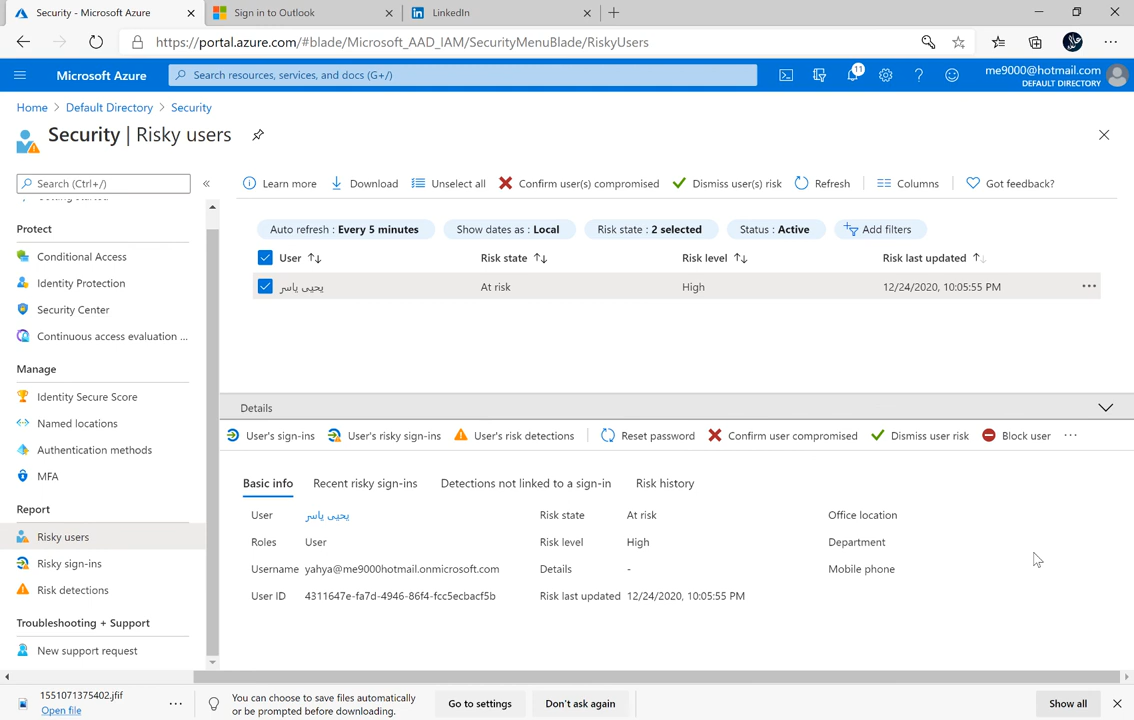 Security - Microsoft Azure
Sign in to Outlook
LinkedIn
https://portal.azure.com/#blade/Microsoft_AAD_IAM/SecurityMenuBlade/RiskyUsers
Microsoft Azure
Search resources, services, and docs (G+/)
11
me9000@hotmail.com
DEFAULT DIRECTORY
Home > Default Directory > Security
Security | Risky users
Search (Ctrl+/)
«
Learn more
Download
Unselect all
Confirm user(s) compromised
Dismiss user(s) risk
Refresh
Columns
Got feedback?
Protect
Conditional Access
Identity Protection
Security Center
Continuous access evaluation ...
Manage
Identity Secure Score
Named locations
Authentication methods
MFA
Report
Risky users
Risky sign-ins
Risk detections
Troubleshooting + Support
New support request
Auto refresh : Every 5 minutes
Show dates as : Local
Risk state : 2 selected
Status : Active
Add filters
User Risk state Risk level Risk last updated
يحيى ياسر At risk High 12/24/2020, 10:05:55 PM
Details
User's sign-ins
User's risky sign-ins
User's risk detections
Reset password
Confirm user compromised
Dismiss user risk
Block user
Basic info Recent risky sign-ins Detections not linked to a sign-in Risk history
User يحيى ياسر Risk state At risk Office location
Roles User Risk level High Department
Username yahya@me9000hotmail.onmicrosoft.com Details - Mobile phone
User ID 4311647e-fa7d-4946-86f4-fcc5ecbacf5b Risk last updated 12/24/2020, 10:05:55 PM
1551071375402.jfif
Open file
You can choose to save files automatically
or be prompted before downloading.
Go to settings
Don't ask again
Show all